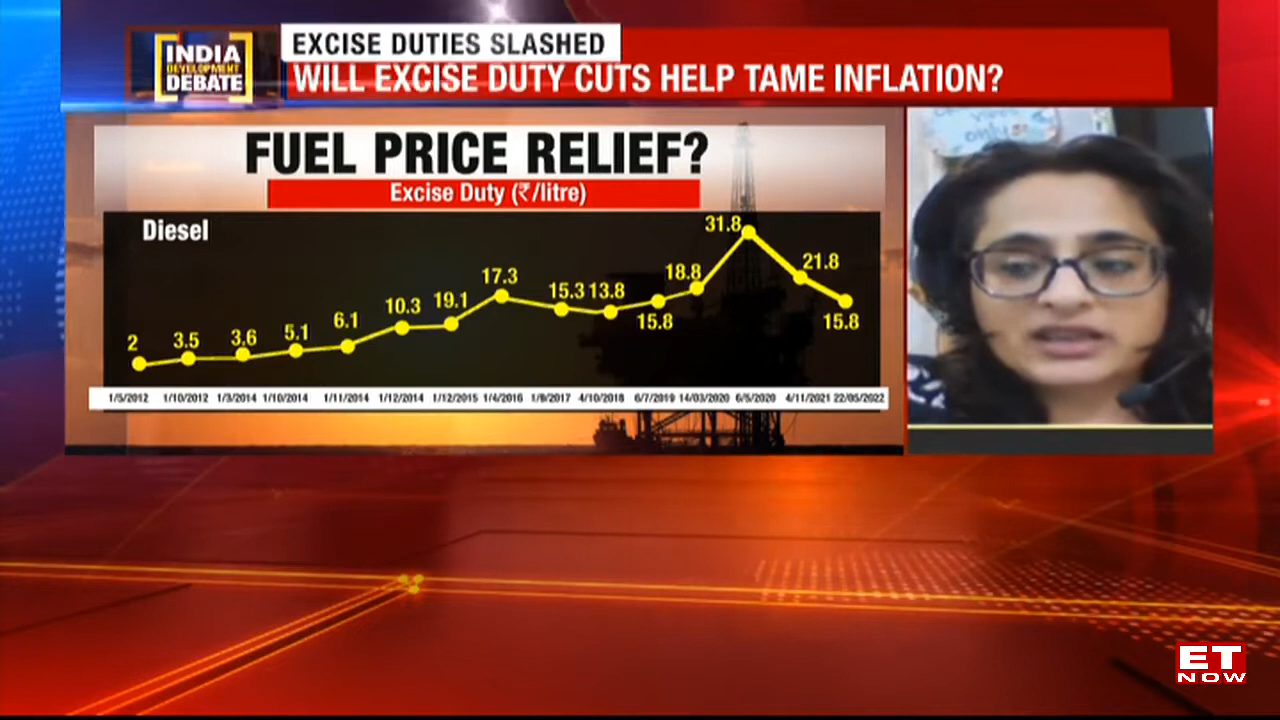 INDIA
DEVELOPMENT
DEBATE
EXCISE DUTIES SLASHED
WILL EXCISE DUTY CUTS HELP TAME INFLATION?
FUEL PRICE RELIEF?
Excise Duty (₹/litre)
Diesel
2 3.5 3.6 5.1 6.1 10.3 19.1 17.3 15.3 13.8 15.8 18.8 31.8 21.8 15.8
1/5/2012 1/10/2012 1/3/2014 1/10/2014 1/11/2014 1/12/2014 1/12/2015 1/4/2016 1/9/2017 4/10/2018 6/7/2019 14/03/2020 6/5/2020 4/11/2021 22/05/2022
only
ET
NOW